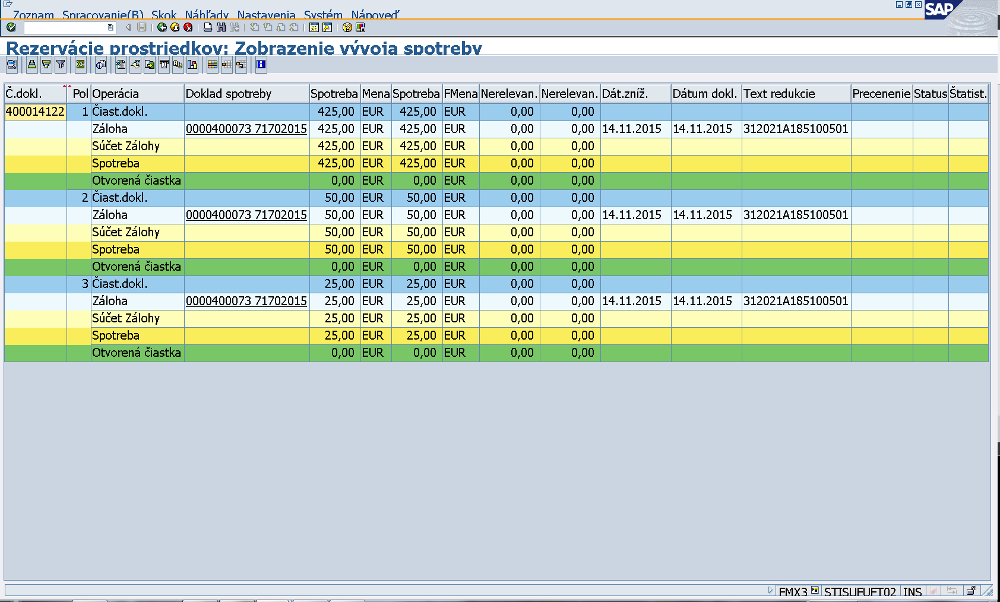 Zoznam Spracovanie(B) Skok Náhľady Nastavenia Systém Nápoveď
SAP
Rezervácie prostriedkov: Zobrazenie vývoja spotreby
Č.dokl. Pol Operácia Doklad spotreby Spotreba Mena Spotreba FMena Nerelevan. Nerelevan. Dát.zníž. Dátum dokl. Text redukcie Precenenie Status Štatist.
400014122 1 Čiast.dokl. 425,00 EUR 425,00 EUR 0,00 0,00
Záloha 0000400073 71702015 425,00 EUR 425,00 EUR 0,00 0,00 14.11.2015 14.11.2015 312021A185100501
Súčet Zálohy 425,00 EUR 425,00 EUR 0,00 0,00
Spotreba 425,00 EUR 425,00 EUR 0,00 0,00
Otvorená čiastka 0,00 EUR 0,00 EUR 0,00 0,00
2 Čiast.dokl. 50,00 EUR 50,00 EUR 0,00 0,00
Záloha 0000400073 71702015 50,00 EUR 50,00 EUR 0,00 0,00 14.11.2015 14.11.2015 312021A185100501
Súčet Zálohy 50,00 EUR 50,00 EUR 0,00 0,00
Spotreba 50,00 EUR 50,00 EUR 0,00 0,00
Otvorená čiastka 0,00 EUR 0,00 EUR 0,00 0,00
3 Čiast.dokl. 25,00 EUR 25,00 EUR 0,00 0,00
Záloha 0000400073 71702015 25,00 EUR 25,00 EUR 0,00 0,00 14.11.2015 14.11.2015 312021A185100501
Súčet Zálohy 25,00 EUR 25,00 EUR 0,00 0,00
Spotreba 25,00 EUR 25,00 EUR 0,00 0,00
Otvorená čiastka 0,00 EUR 0,00 EUR 0,00 0,00
FMX3 INS